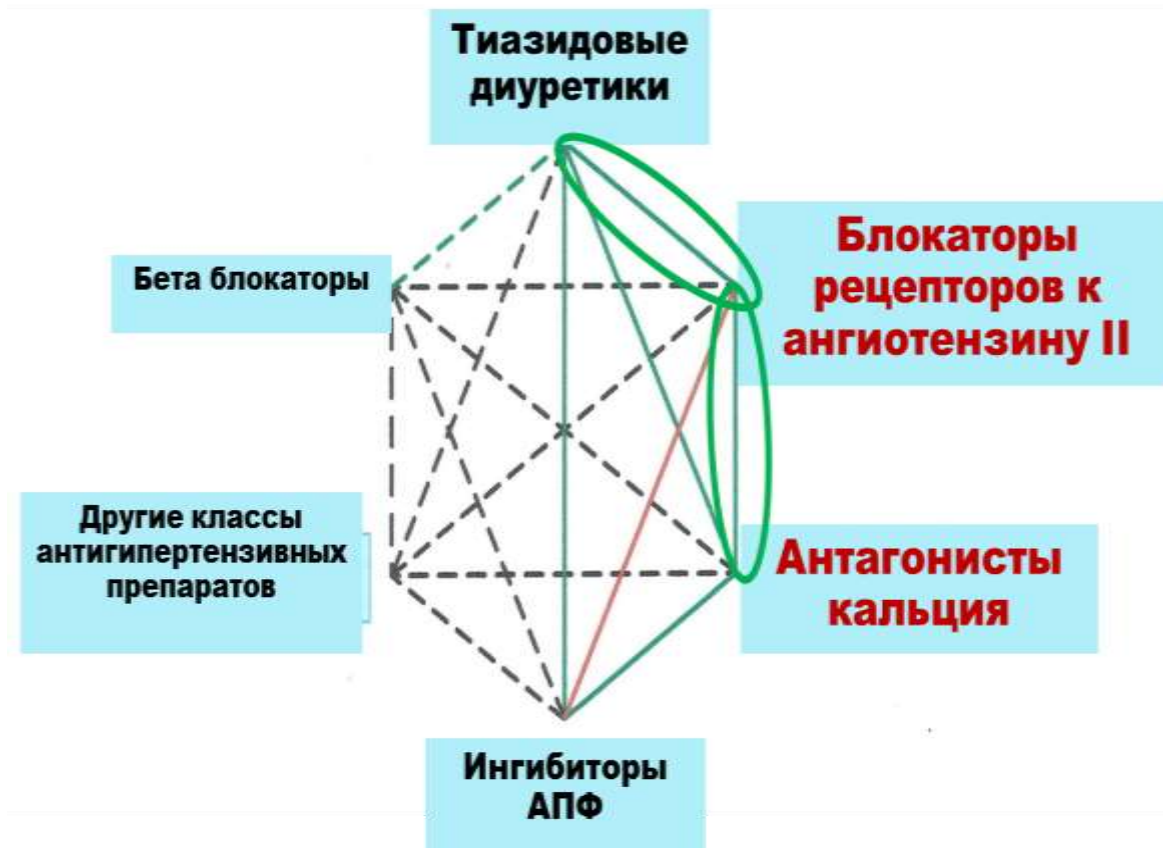 Тиазидовые
диуретики
Блокаторы
рецепторов к
ангиотензину II
Бета блокаторы
Другие классы
антигипертензивных
препаратов
Антагонисты
кальция
Ингибиторы
АПФ